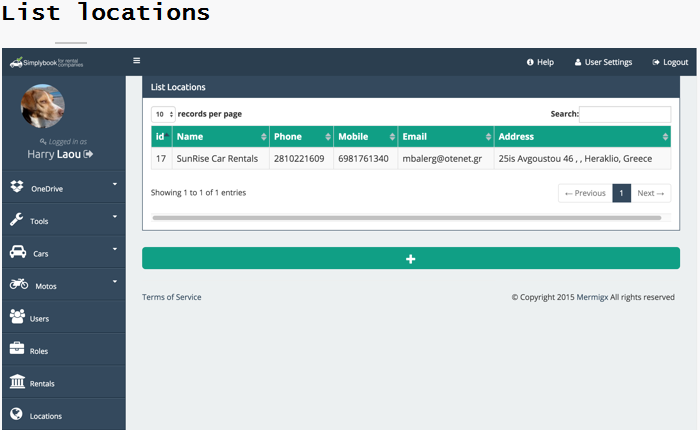 List locations
Simplybook for rental companies
Help
User Settings
Logout
Logged in as
Harry Laou
OneDrive
Tools
Cars
Motos
Users
Roles
Rentals
Locations
List Locations
10 records per page
Search:
id Name Phone Mobile Email Address
17 SunRise Car Rentals 2810221609 6981761340 mbalerg@otenet.gr 25is Avgoustou 46 , , Heraklio, Greece
Showing 1 to 1 of 1 entries
← Previous 1 Next →
Terms of Service
© Copyright 2015 Mermigx All rights reserved